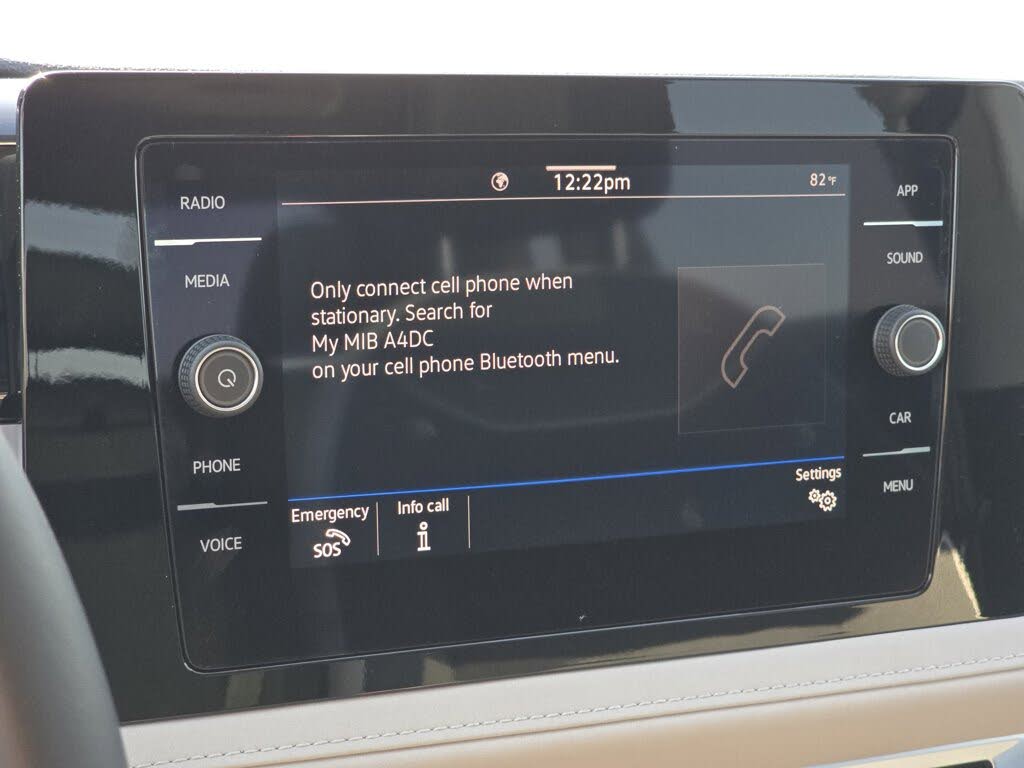 12:22pm
82°F
RADIO
MEDIA
PHONE
VOICE
Only connect cell phone when
stationary. Search for
My MIB A4DC
on your cell phone Bluetooth menu.
APP
SOUND
CAR
MENU
Emergency
SOS
Info call
i
Settings